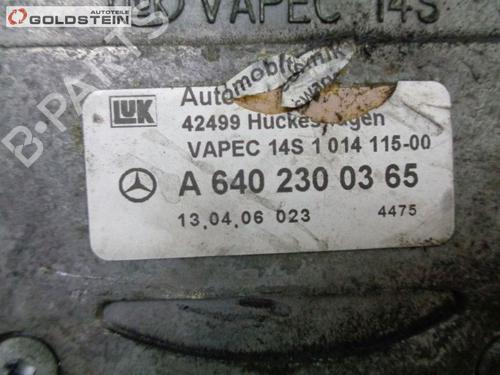 AUTOTEILE
GOLDSTEIN
VAPEC 14S
LUK
42499 Hückeswagen
VAPEC 14S 1 014 115-00
A 640 230 03 65
13.04.06 023 4475
B-PARTS